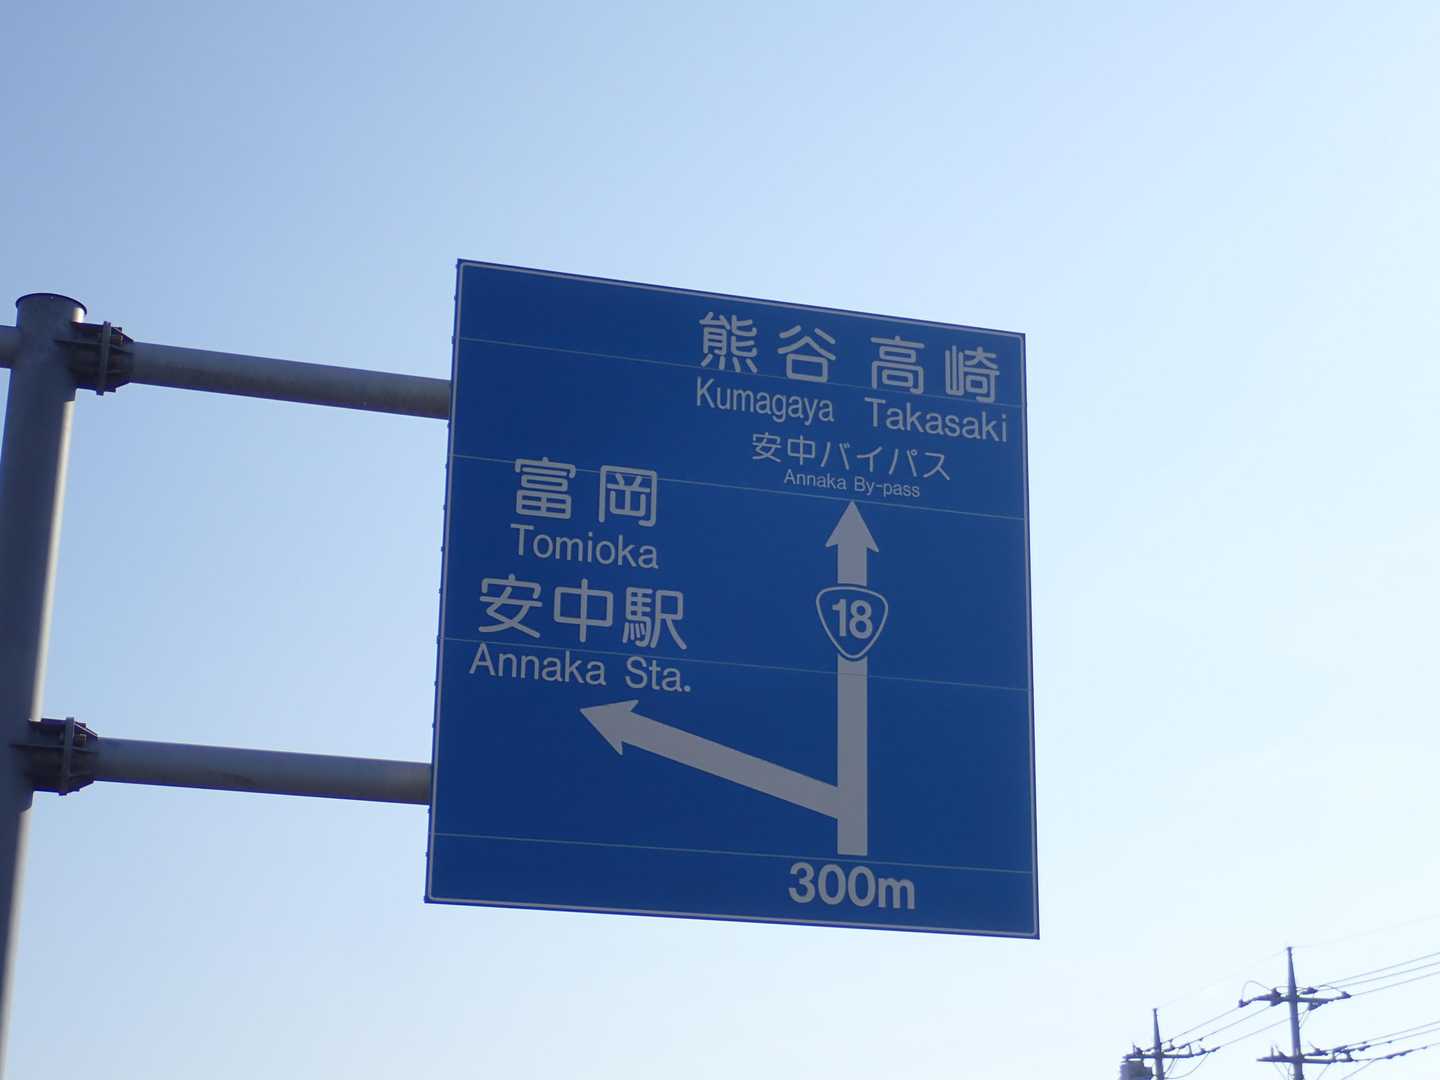 熊谷 高崎
Kumagaya Takasaki
安中バイパス
Annaka By-pass
富岡
Tomioka
安中駅
Annaka Sta.
18
300m